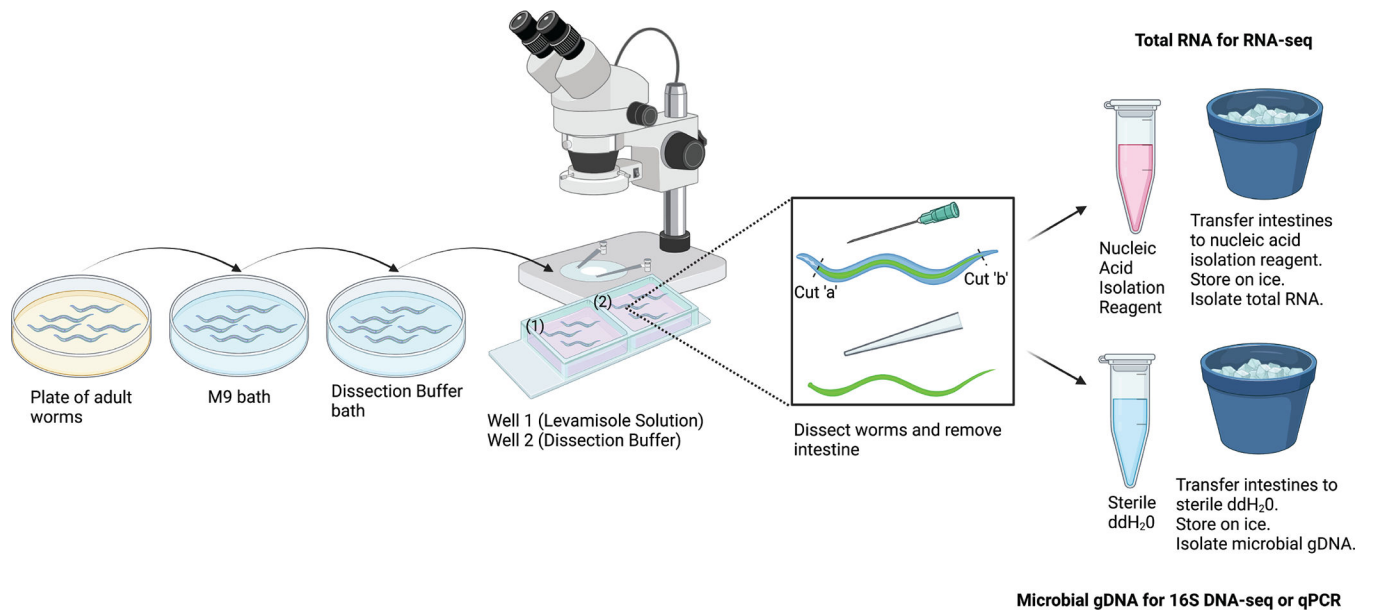 Total RNA for RNA-seq
Plate of adult
worms
M9 bath
Dissection Buffer
bath
(1)
(2)
Well 1 (Levamisole Solution)
Well 2 (Dissection Buffer)
Cut 'a'
Cut 'b'
Dissect worms and remove
intestine
Nucleic
Acid
Isolation
Reagent
Transfer intestines
to nucleic acid
isolation reagent.
Store on ice.
Isolate total RNA.
Sterile
ddH₂0
Transfer intestines to
sterile ddH₂0.
Store on ice.
Isolate microbial gDNA.
Microbial gDNA for 16S DNA-seq or qPCR